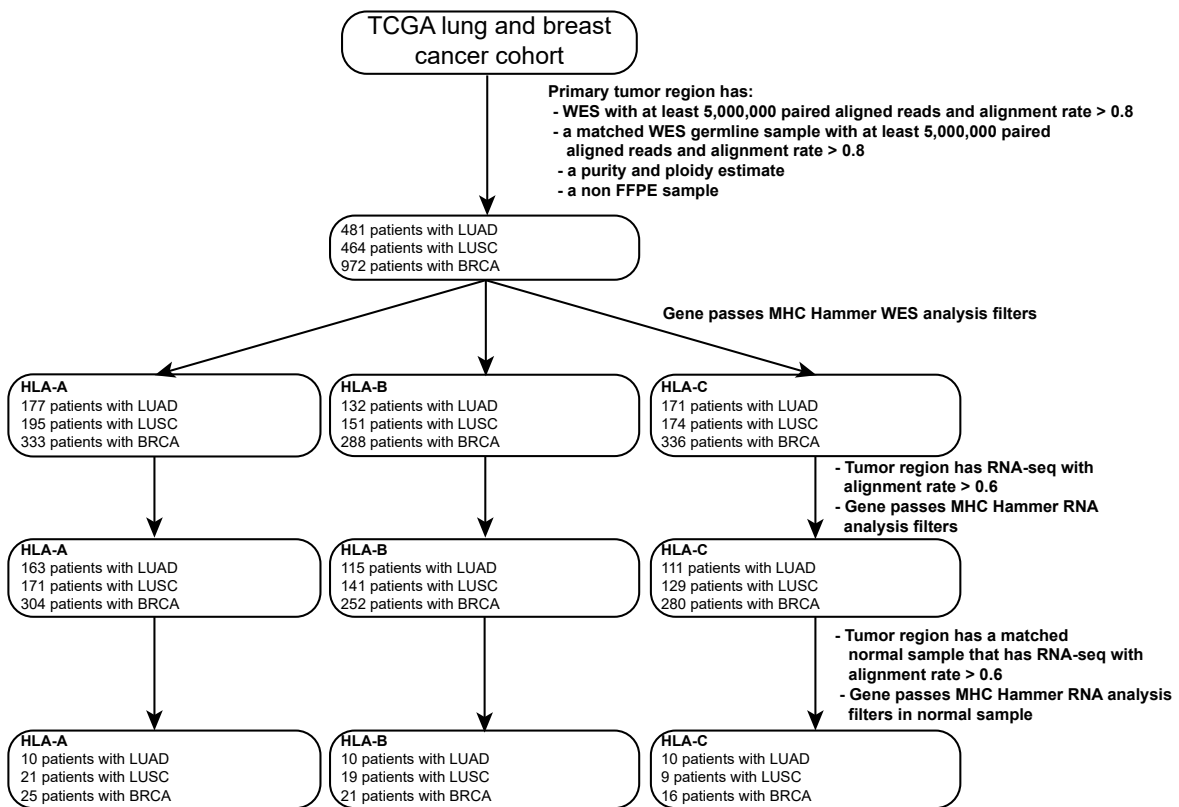 TCGA lung and breast
cancer cohort
Primary tumor region has:
- WES with at least 5,000,000 paired aligned reads and alignment rate > 0.8
- a matched WES germline sample with at least 5,000,000 paired
aligned reads and alignment rate > 0.8
- a purity and ploidy estimate
- a non FFPE sample
481 patients with LUAD
464 patients with LUSC
972 patients with BRCA
Gene passes MHC Hammer WES analysis filters
HLA-A
177 patients with LUAD
195 patients with LUSC
333 patients with BRCA
HLA-B
132 patients with LUAD
151 patients with LUSC
288 patients with BRCA
HLA-C
171 patients with LUAD
174 patients with LUSC
336 patients with BRCA
- Tumor region has RNA-seq with
alignment rate > 0.6
- Gene passes MHC Hammer RNA
analysis filters
HLA-A
163 patients with LUAD
171 patients with LUSC
304 patients with BRCA
HLA-B
115 patients with LUAD
141 patients with LUSC
252 patients with BRCA
HLA-C
111 patients with LUAD
129 patients with LUSC
280 patients with BRCA
- Tumor region has a matched
normal sample that has RNA-seq with
alignment rate > 0.6
- Gene passes MHC Hammer RNA analysis
filters in normal sample
HLA-A
10 patients with LUAD
21 patients with LUSC
25 patients with BRCA
HLA-B
10 patients with LUAD
19 patients with LUSC
21 patients with BRCA
HLA-C
10 patients with LUAD
9 patients with LUSC
16 patients with BRCA